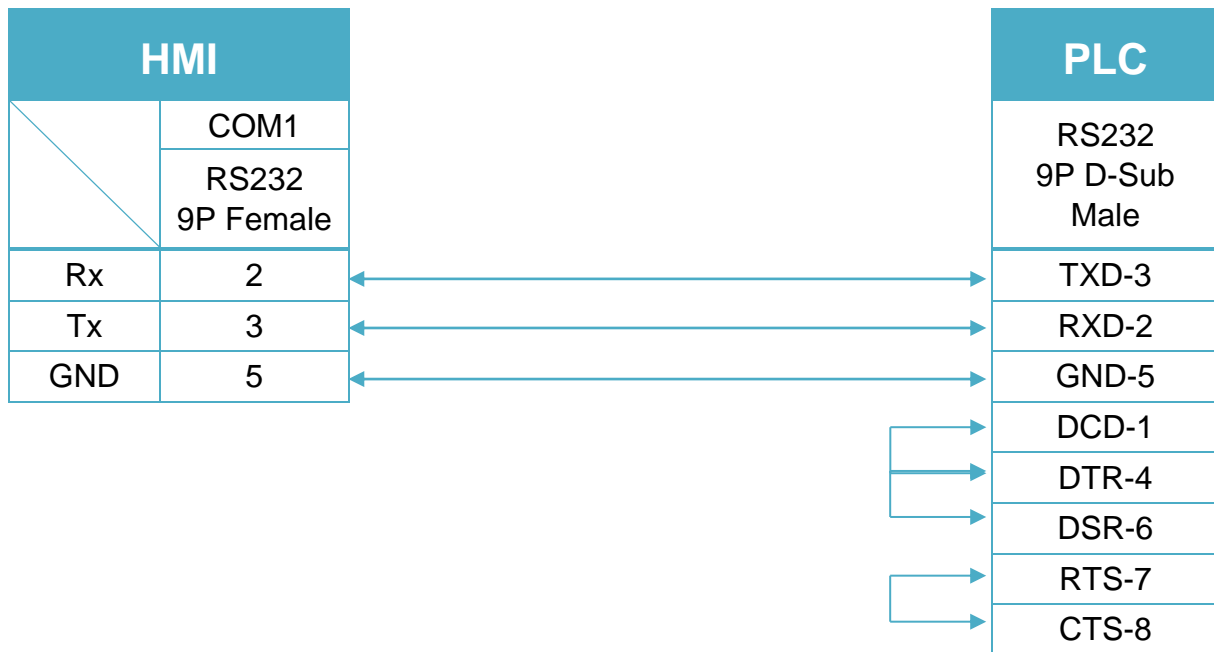 HMI
COM1
RS232
9P Female
Rx 2
Tx 3
GND 5
PLC
RS232
9P D-Sub
Male
TXD-3
RXD-2
GND-5
DCD-1
DTR-4
DSR-6
RTS-7
CTS-8